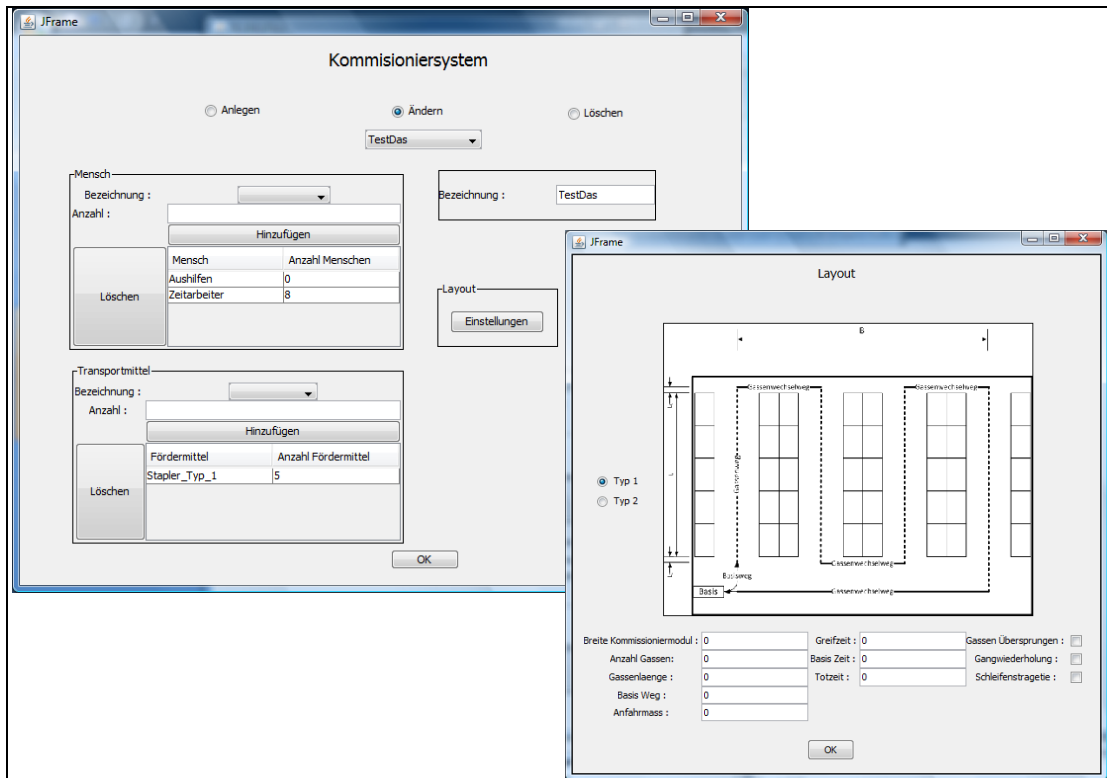 JFrame
Kommisioniersystem
Anlegen
Ändern
Löschen
TestDas
Mensch
Bezeichnung :
Anzahl :
Hinzufügen
Löschen
Mensch Anzahl Menschen
Aushilfen 0
Zeitarbeiter 8
Bezeichnung : TestDas
Layout
Einstellungen
Transportmittel
Bezeichnung :
Anzahl :
Hinzufügen
Löschen
Fördermittel Anzahl Fördermittel
Stapler_Typ_1 5
OK
JFrame
Layout
Typ 1
Typ 2
B
Gassenwechselweg Gassenwechselweg
Gassenweg
L
Gassenwechselweg
Basisweg
Basis Gassenwechselweg
Breite Kommissioniermodul : 0 Greifzeit : 0 Gassen Übersprungen :
Anzahl Gassen: 0 Basis Zeit : 0 Gangwiederholung :
Gassenlaenge : 0 Totzeit : 0 Schleifenstragetie :
Basis Weg : 0
Anfahrmass : 0
OK